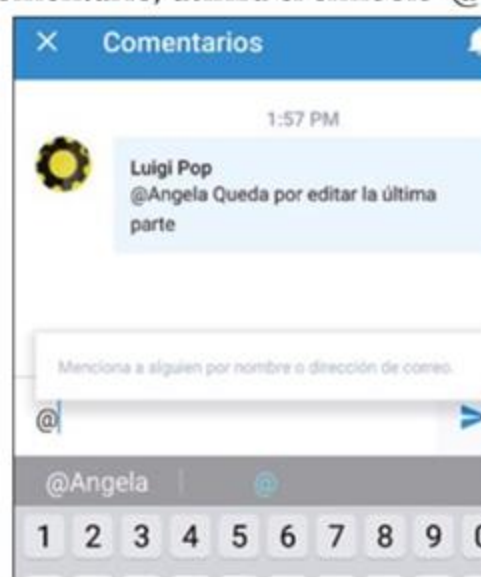 Comentarios
1:57 PM
Luigi Pop
@Angela Queda por editar la última
parte
Menciona a alguien por nombre o dirección de correo.
@
@Angela @
1 2 3 4 5 6 7 8 9